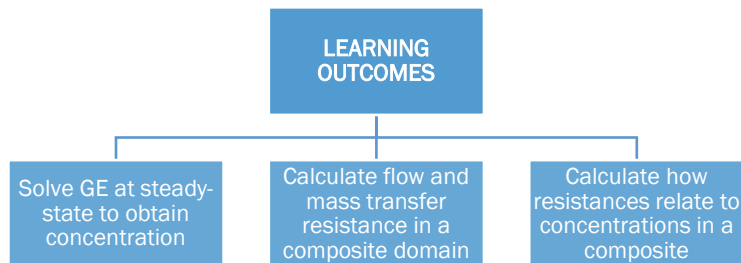 LEARNING
OUTCOMES
Solve GE at steady-
state to obtain
concentration
Calculate flow and
mass transfer
resistance in a
composite domain
Calculate how
resistances relate to
concentrations in a
composite